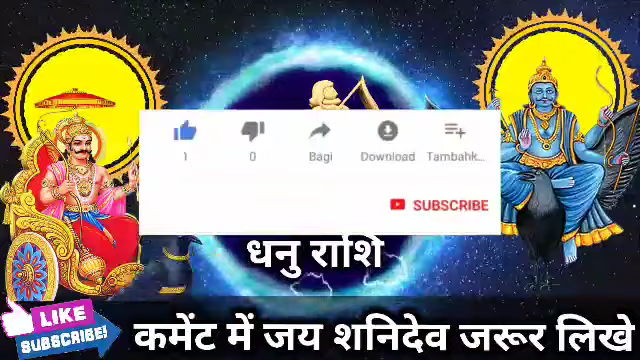 1 0 Bagi Download Tambahk...
SUBSCRIBE
धनु राशि
LIKE
SUBSCRIBE!
कमेंट में जय शनिदेव जरूर लिखे